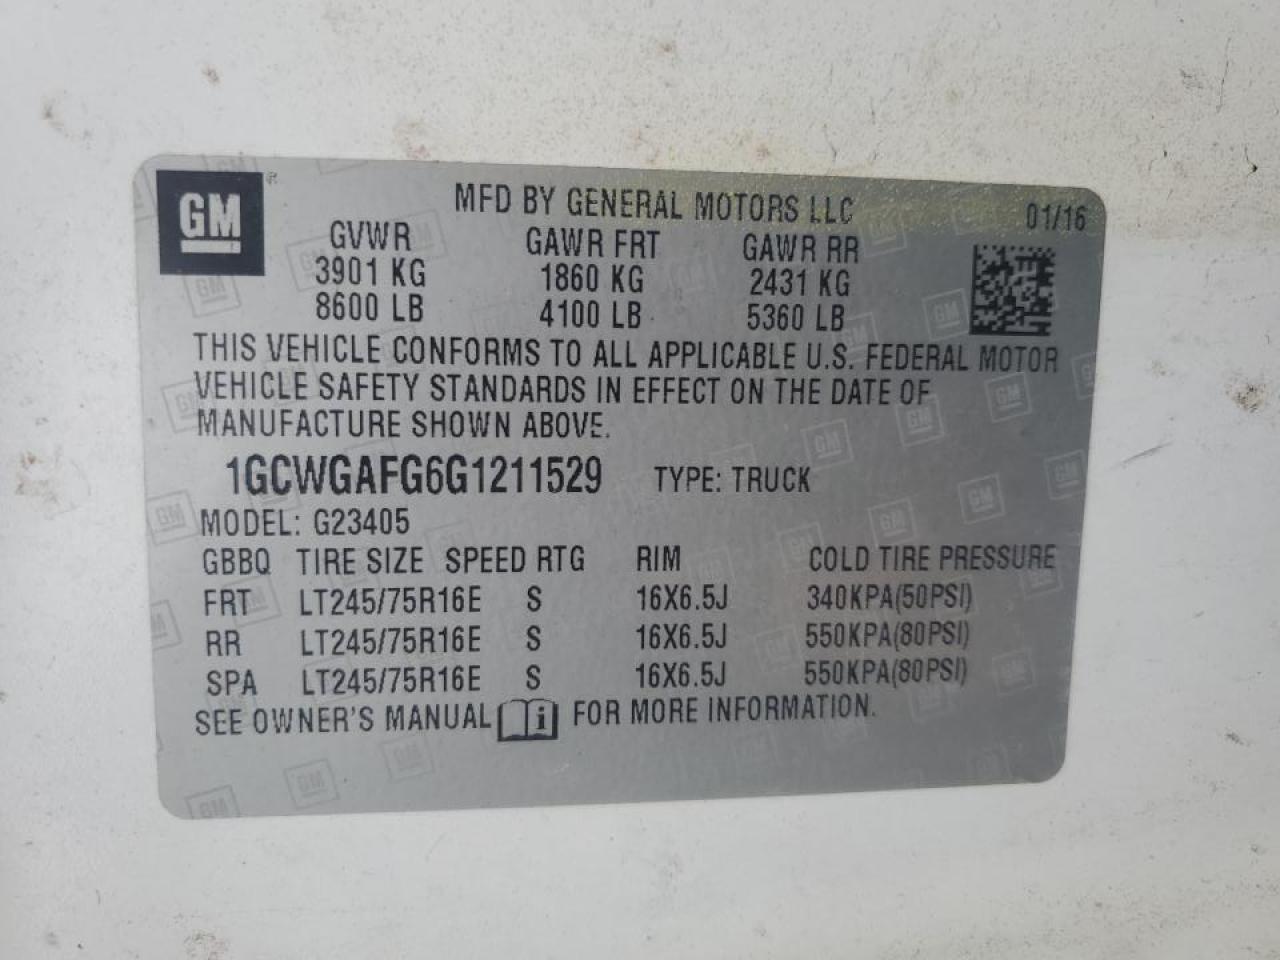 GM ®
MFD BY GENERAL MOTORS LLC 01/16
GVWR GAWR FRT GAWR RR
3901 KG 1860 KG 2431 KG
8600 LB 4100 LB 5360 LB
THIS VEHICLE CONFORMS TO ALL APPLICABLE U.S. FEDERAL MOTOR
VEHICLE SAFETY STANDARDS IN EFFECT ON THE DATE OF
MANUFACTURE SHOWN ABOVE.
1GCWGAFG6G1211529 TYPE: TRUCK
MODEL: G23405
GBBQ TIRE SIZE SPEED RTG RIM COLD TIRE PRESSURE
FRT LT245/75R16E S 16X6.5J 340KPA(50PSI)
RR LT245/75R16E S 16X6.5J 550KPA(80PSI)
SPA LT245/75R16E S 16X6.5J 550KPA(80PSI)
SEE OWNER'S MANUAL i FOR MORE INFORMATION.